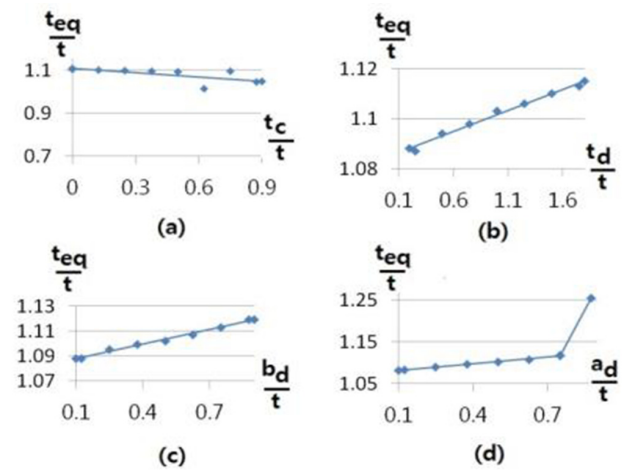 t_eq/t
1.1
0.9
0.7
0 0.3 0.6 0.9
t_c/t
(a)
t_eq/t
1.12
1.1
1.08
0.1 0.6 1.1 1.6
t_d/t
(b)
t_eq/t
1.13
1.11
1.09
1.07
0.1 0.4 0.7
b_d/t
(c)
t_eq/t
1.25
1.15
1.05
0.1 0.4 0.7
a_d/t
(d)